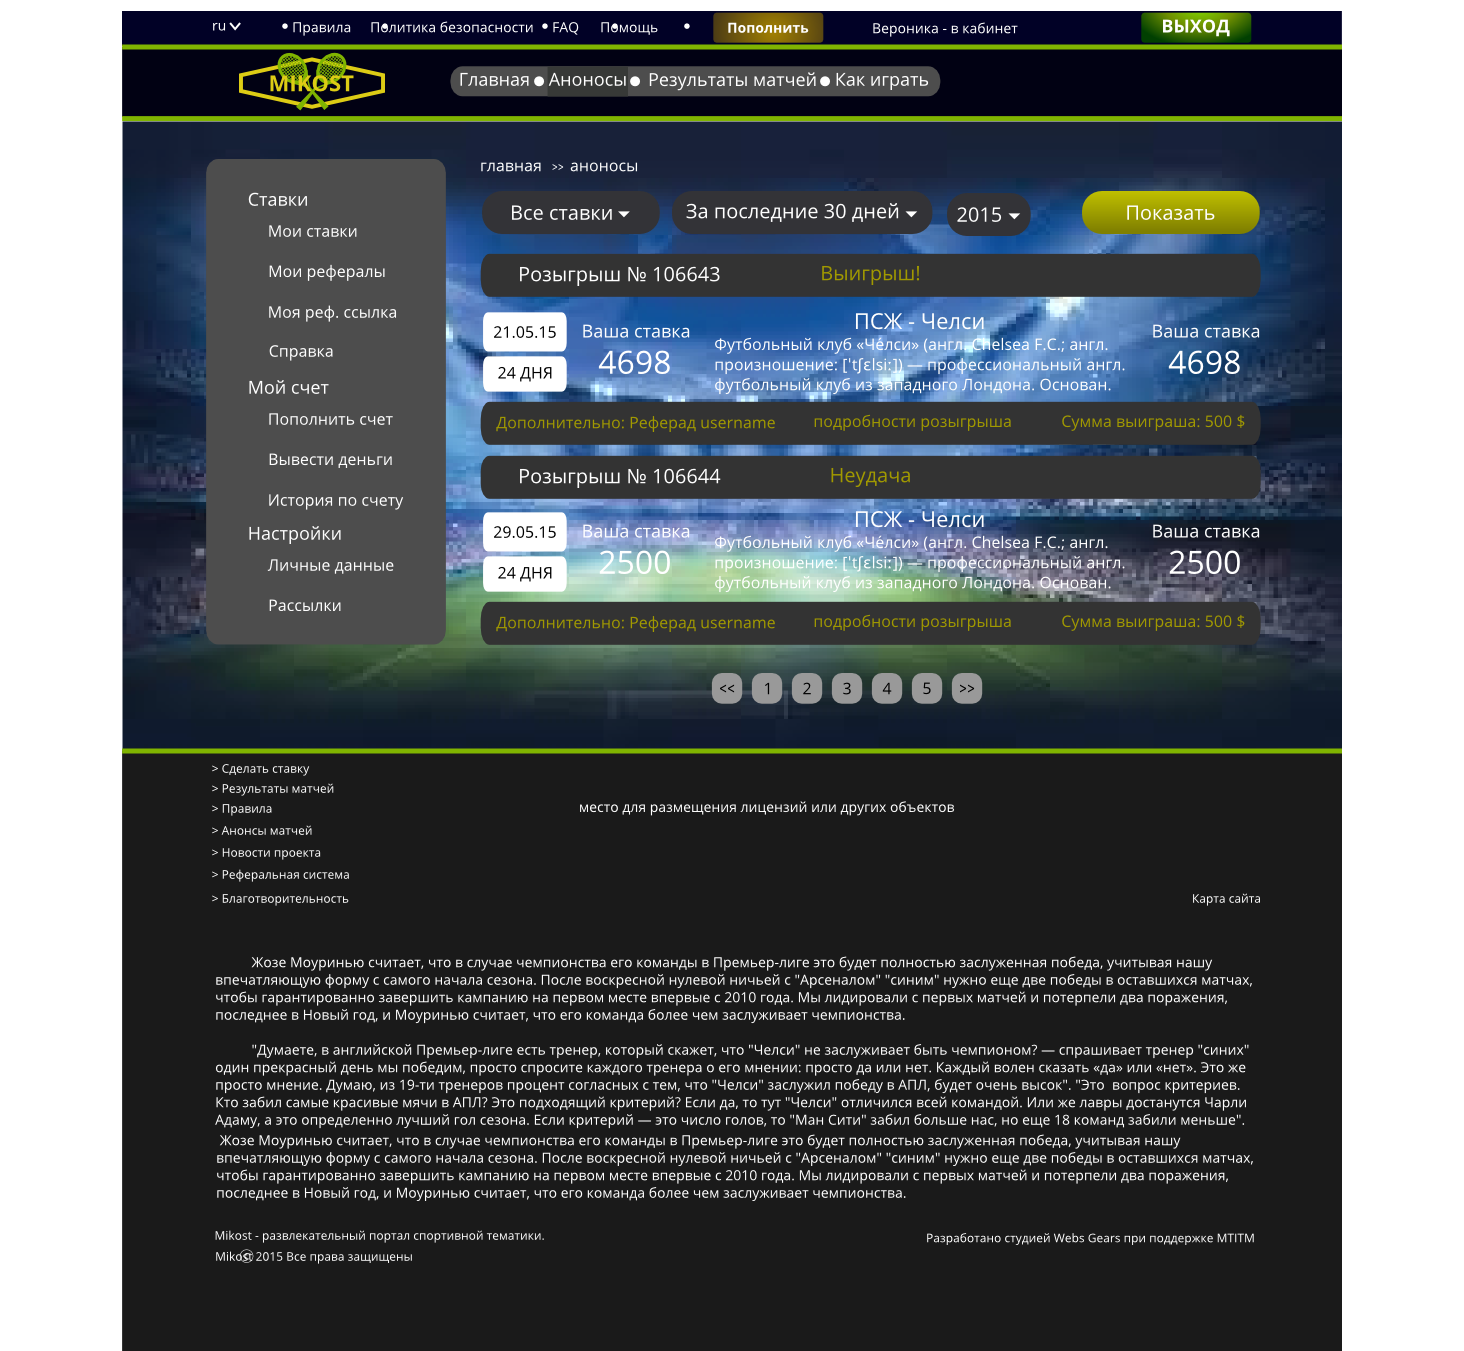 ru Правила Политика безопасности FAQ Помощь Пополнить Вероника - в кабинет ВЫХОД
MIKOST
Главная Аноносы Результаты матчей Как играть
главная >> аноносы
Ставки
Мои ставки
Мои рефералы
Моя реф. ссылка
Справка
Мой счет
Пополнить счет
Вывести деньги
История по счету
Настройки
Личные данные
Рассылки
Все ставки За последние 30 дней 2015 Показать
Розыгрыш № 106643 Выигрыш!
21.05.15
24 ДНЯ
Ваша ставка
4698
ПСЖ - Челси
Футбольный клуб «Че́лси» (англ. Chelsea F.C.; англ.
произношение: [ˈtʃɛlsiː]) — профессиональный англ.
футбольный клуб из западного Лондона. Основан.
Ваша ставка
4698
Дополнительно: Реферад username подробности розыгрыша Сумма выиграша: 500 $
Розыгрыш № 106644 Неудача
29.05.15
24 ДНЯ
Ваша ставка
2500
ПСЖ - Челси
Футбольный клуб «Че́лси» (англ. Chelsea F.C.; англ.
произношение: [ˈtʃɛlsiː]) — профессиональный англ.
футбольный клуб из западного Лондона. Основан.
Ваша ставка
2500
Дополнительно: Реферад username подробности розыгрыша Сумма выиграша: 500 $
<< 1 2 3 4 5 >>
> Сделать ставку
> Результаты матчей
> Правила
> Анонсы матчей
> Новости проекта
> Реферальная система
> Благотворительность
место для размещения лицензий или других объектов
Карта сайта
Жозе Моуринью считает, что в случае чемпионства его команды в Премьер-лиге это будет полностью заслуженная победа, учитывая нашу
впечатляющую форму с самого начала сезона. После воскресной нулевой ничьей с "Арсеналом" "синим" нужно еще две победы в оставшихся матчах,
чтобы гарантированно завершить кампанию на первом месте впервые с 2010 года. Мы лидировали с первых матчей и потерпели два поражения,
последнее в Новый год, и Моуринью считает, что его команда более чем заслуживает чемпионства.
"Думаете, в английской Премьер-лиге есть тренер, который скажет, что "Челси" не заслуживает быть чемпионом? — спрашивает тренер "синих"
один прекрасный день мы победим, просто спросите каждого тренера о его мнении: просто да или нет. Каждый волен сказать «да» или «нет». Это же
просто мнение. Думаю, из 19-ти тренеров процент согласных с тем, что "Челси" заслужил победу в АПЛ, будет очень высок". "Это вопрос критериев.
Кто забил самые красивые мячи в АПЛ? Это подходящий критерий? Если да, то тут "Челси" отличился всей командой. Или же лавры достанутся Чарли
Адаму, а это определенно лучший гол сезона. Если критерий — это число голов, то "Ман Сити" забил больше нас, но еще 18 команд забили меньше".
Жозе Моуринью считает, что в случае чемпионства его команды в Премьер-лиге это будет полностью заслуженная победа, учитывая нашу
впечатляющую форму с самого начала сезона. После воскресной нулевой ничьей с "Арсеналом" "синим" нужно еще две победы в оставшихся матчах,
чтобы гарантированно завершить кампанию на первом месте впервые с 2010 года. Мы лидировали с первых матчей и потерпели два поражения,
последнее в Новый год, и Моуринью считает, что его команда более чем заслуживает чемпионства.
Mikost - развлекательный портал спортивной тематики.
Mikost © 2015 Все права защищены
Разработано студией Webs Gears при поддержке MTITM